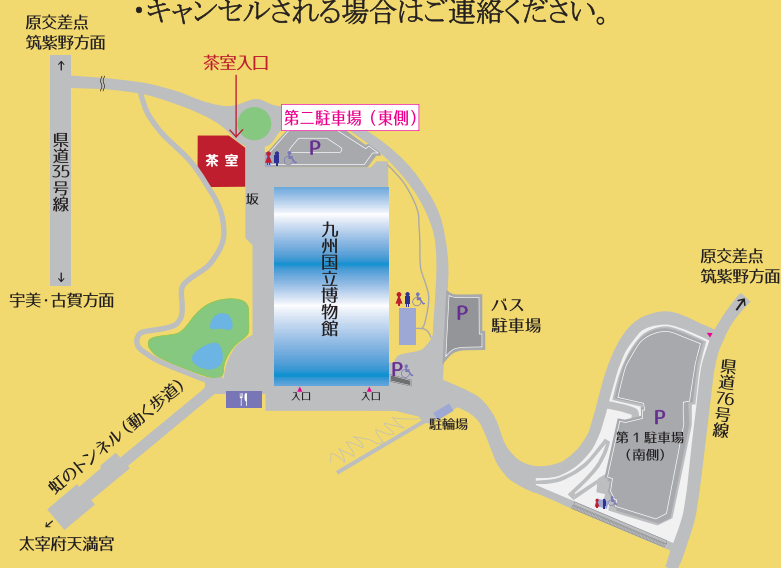 ・キャンセルされる場合はご連絡ください。
原交差点
筑紫野方面
茶室入口
第二駐車場（東側）
P
茶室
県道35号線
坂
九州国立博物館
宇美・古賀方面
原交差点
筑紫野方面
P
バス
駐車場
P
県道76号線
入口
入口
駐輪場
P
第1駐車場
（南側）
虹のトンネル（動く歩道）
太宰府天満宮